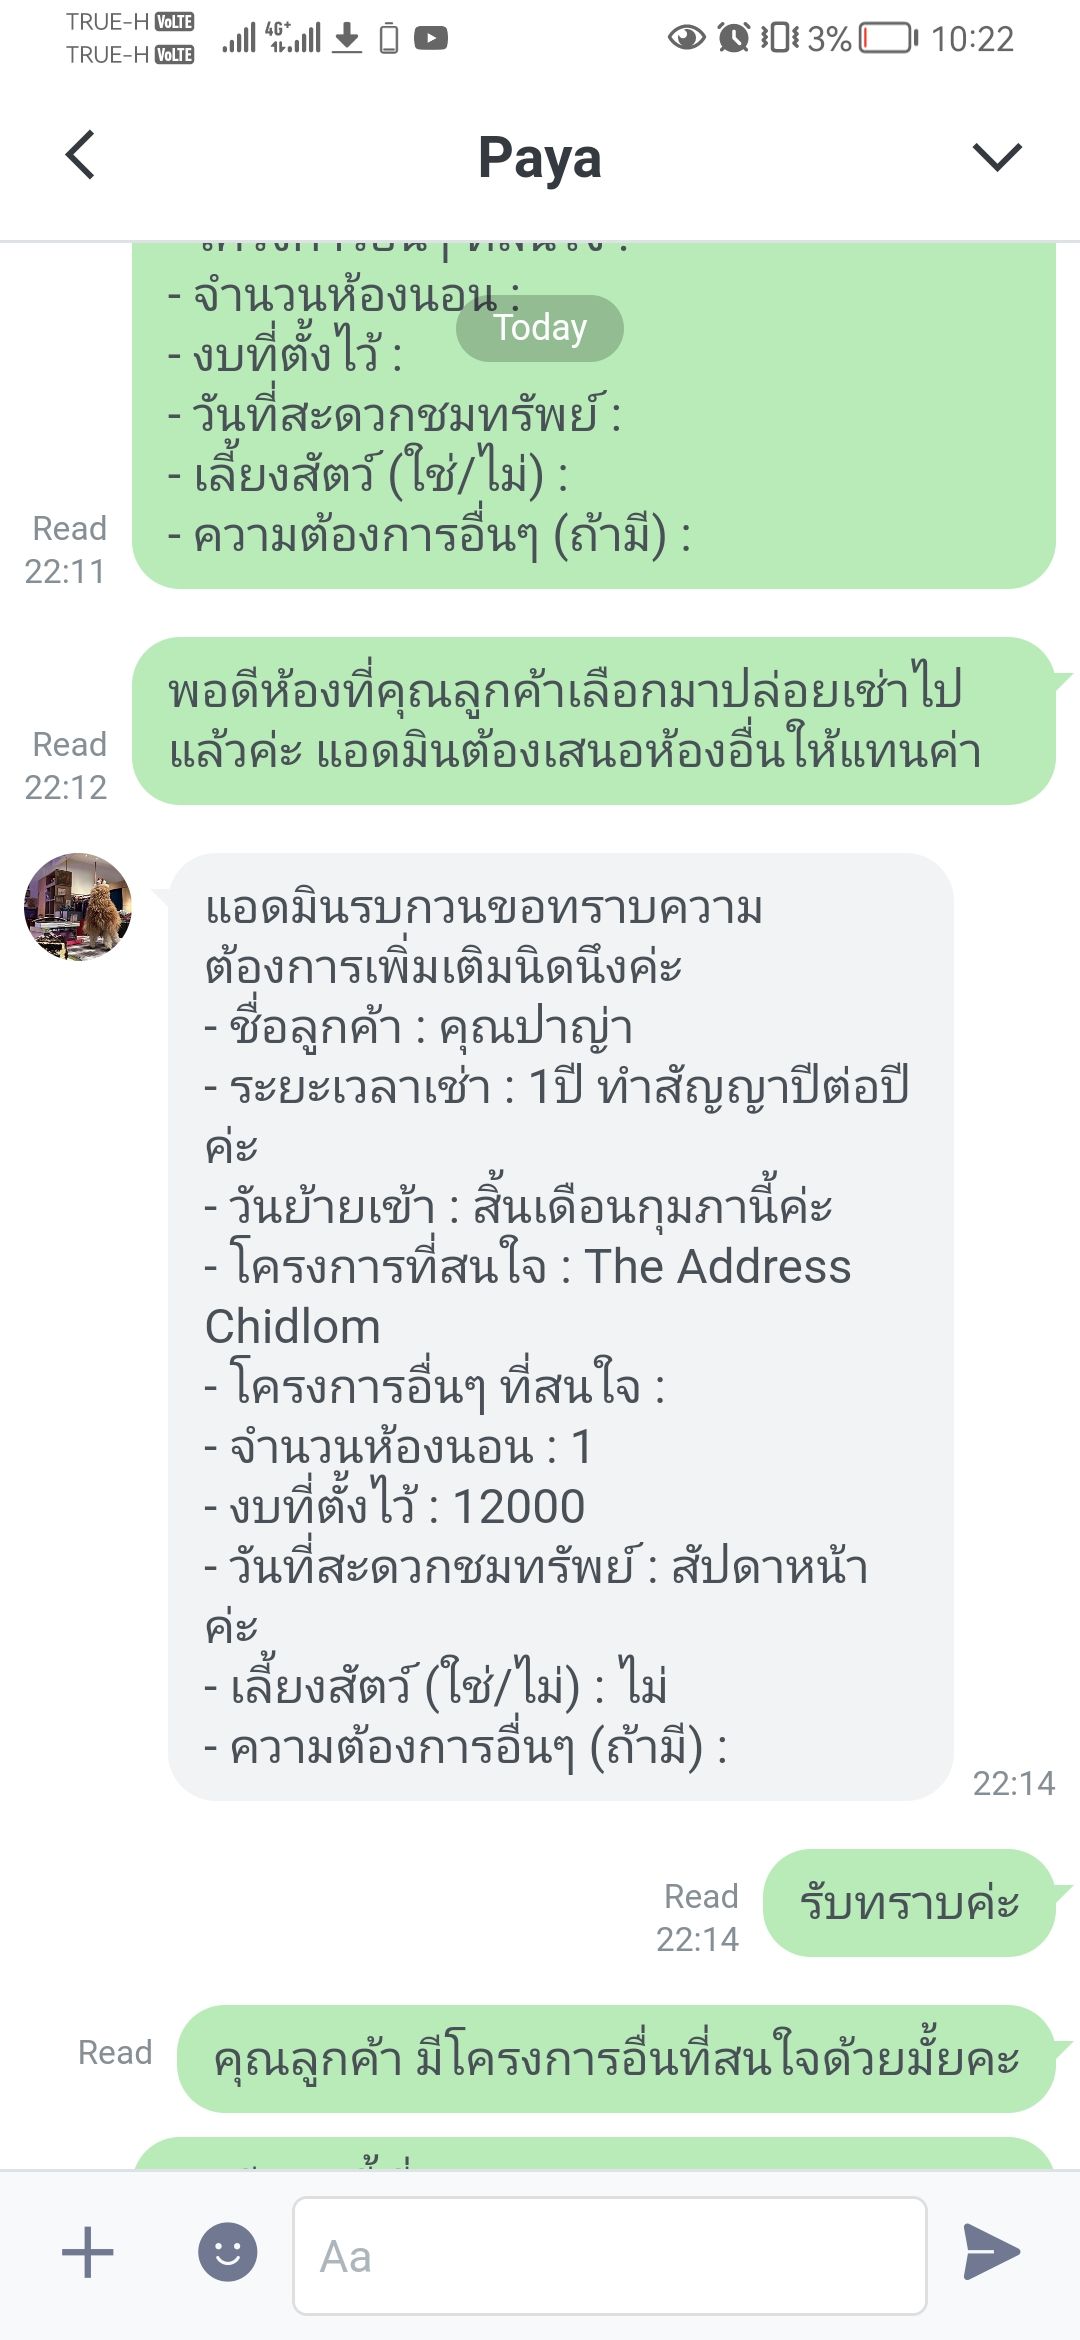 TRUE-H VoLTE
TRUE-H VoLTE
4G+
3%
10:22
Paya
- จำนวนห้องนอน :
Today
- งบที่ตั้งไว้ :
- วันที่สะดวกชมทรัพย์ :
- เลี้ยงสัตว์ (ใช่/ไม่) :
- ความต้องการอื่นๆ (ถ้ามี) :
Read
22:11
พอดีห้องที่คุณลูกค้าเลือกมาปล่อยเช่าไป
แล้วค่ะ แอดมินต้องเสนอห้องอื่นให้แทนค่า
Read
22:12
แอดมินรบกวนขอทราบความ
ต้องการเพิ่มเติมนิดนึงค่ะ
- ชื่อลูกค้า : คุณปาญ่า
- ระยะเวลาเช่า : 1ปี ทำสัญญาปีต่อปี
ค่ะ
- วันย้ายเข้า : สิ้นเดือนกุมภานี้ค่ะ
- โครงการที่สนใจ : The Address
Chidlom
- โครงการอื่นๆ ที่สนใจ :
- จำนวนห้องนอน : 1
- งบที่ตั้งไว้ : 12000
- วันที่สะดวกชมทรัพย์ : สัปดาหน้า
ค่ะ
- เลี้ยงสัตว์ (ใช่/ไม่) : ไม่
- ความต้องการอื่นๆ (ถ้ามี) :
22:14
รับทราบค่ะ
Read
22:14
คุณลูกค้า มีโครงการอื่นที่สนใจด้วยมั้ยคะ
Read
Aa